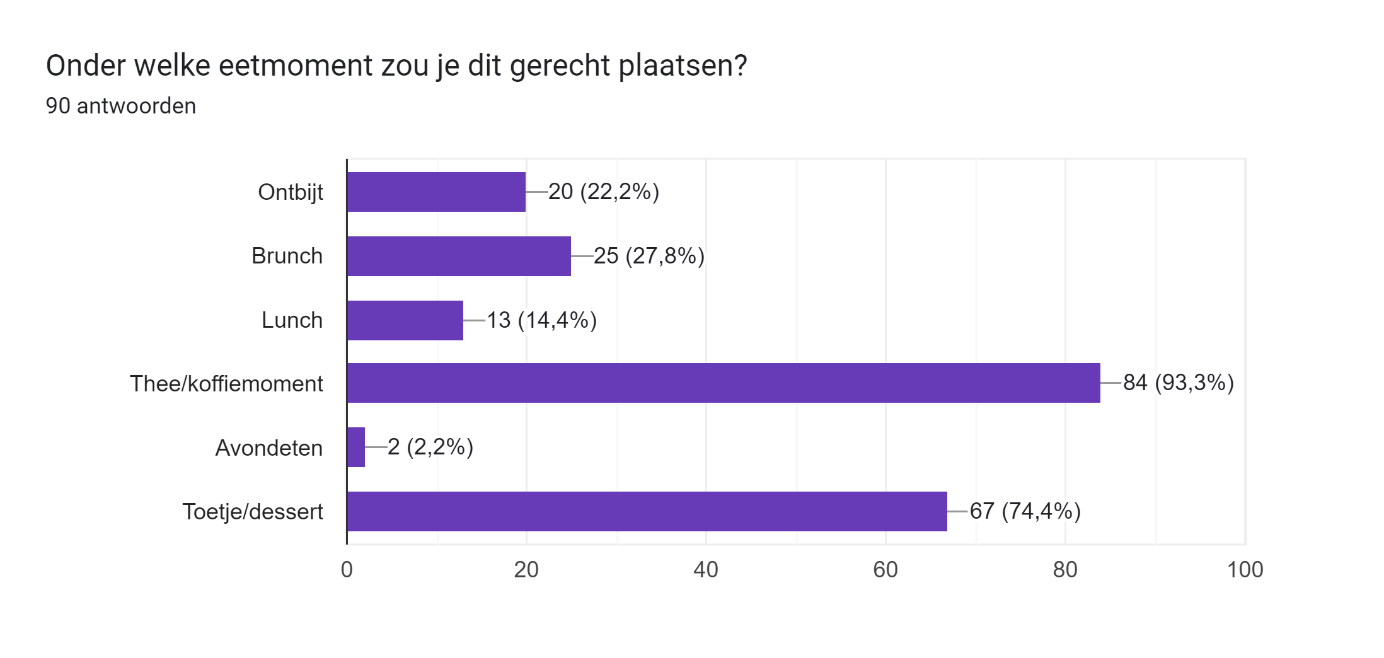 Onder welke eetmoment zou je dit gerecht plaatsen?
90 antwoorden
Ontbijt 20 (22,2%)
Brunch 25 (27,8%)
Lunch 13 (14,4%)
Thee/koffiemoment 84 (93,3%)
Avondeten 2 (2,2%)
Toetje/dessert 67 (74,4%)
0 20 40 60 80 100